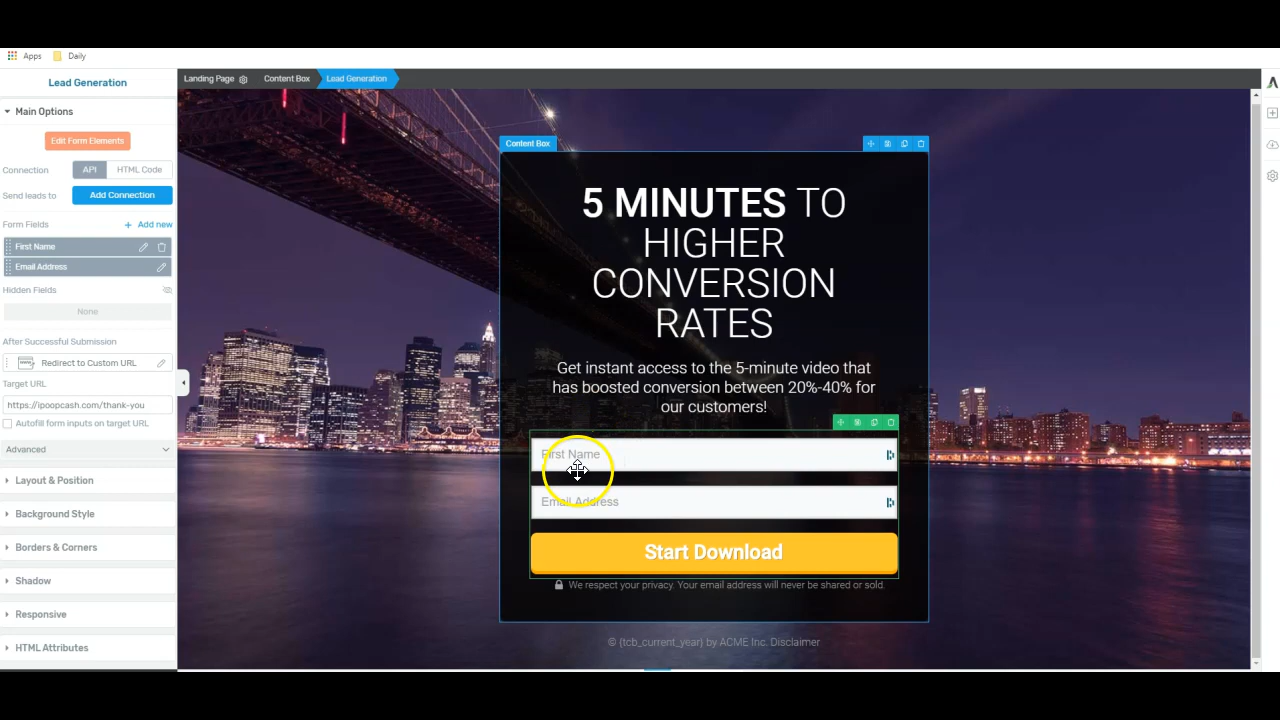 Apps Daily
Lead Generation
Main Options
Edit Form Elements
Connection API HTML Code
Send leads to Add Connection
Form Fields + Add new
First Name
Email Address
Hidden Fields
None
After Successful Submission
Redirect to Custom URL
Target URL
https://ipoopcash.com/thank-you
Autofill form inputs on target URL
Advanced
Layout & Position
Background Style
Borders & Corners
Shadow
Responsive
HTML Attributes
Landing Page Content Box Lead Generation
Content Box
5 MINUTES TO
HIGHER
CONVERSION
RATES
Get instant access to the 5-minute video that
has boosted conversion between 20%-40% for
our customers!
First Name
Email Address
Start Download
We respect your privacy. Your email address will never be shared or sold.
© {tcb_current_year} by ACME Inc. Disclaimer